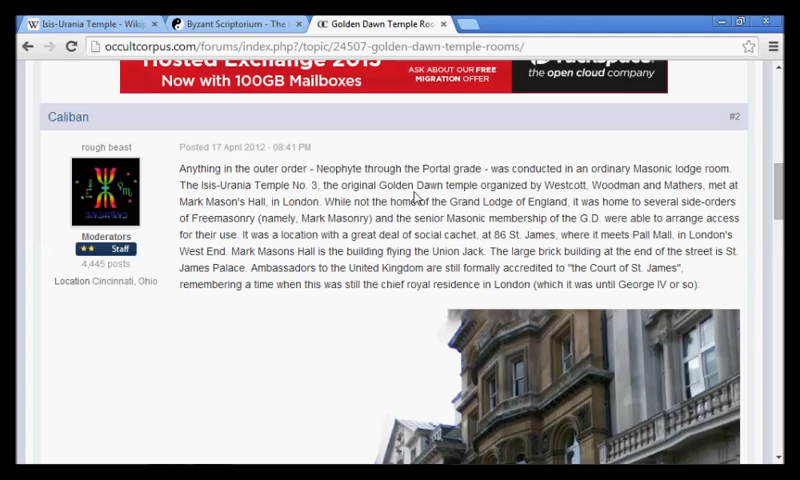 Isis-Urania Temple - Wikip
Byzant Scriptorium - The
Golden Dawn Temple Roo
occultcorpus.com/forums/index.php?/topic/24507-golden-dawn-temple-rooms/
Hosted Exchange 2013
Now with 100GB Mailboxes
ASK ABOUT OUR FREE
MIGRATION OFFER
the open cloud company
Caliban
#2
rough beast
Posted 17 April 2012 - 08:41 PM
Anything in the outer order - Neophyte through the Portal grade - was conducted in an ordinary Masonic lodge room.
The Isis-Urania Temple No. 3, the original Golden Dawn temple organized by Westcott, Woodman and Mathers, met at
Mark Mason's Hall, in London. While not the home of the Grand Lodge of England, it was home to several side-orders
of Freemasonry (namely, Mark Masonry) and the senior Masonic membership of the G.D. were able to arrange access
for their use. It was a location with a great deal of social cachet, at 86 St. James, where it meets Pall Mall, in London's
West End. Mark Masons Hall is the building flying the Union Jack. The large brick building at the end of the street is St.
James Palace. Ambassadors to the United Kingdom are still formally accredited to "the Court of St. James",
remembering a time when this was still the chief royal residence in London (which it was until George IV or so):
Moderators
Staff
4,445 posts
Location Cincinnati, Ohio